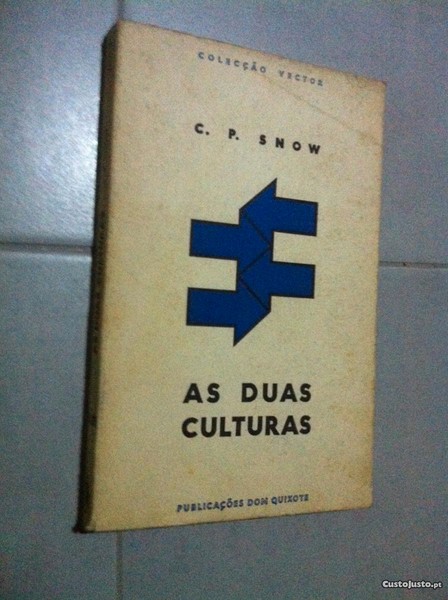 COLECÇÃO VECTOR
C. P. SNOW
AS DUAS
CULTURAS
PUBLICAÇÕES DOM QUIXOTE
CustoJusto.pt